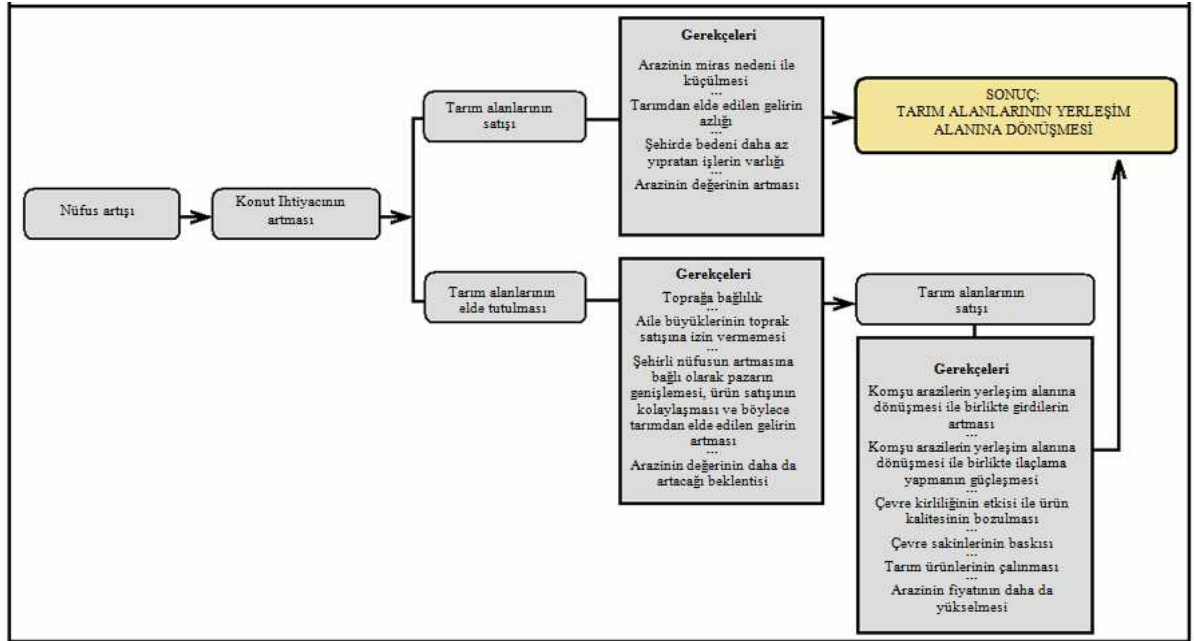 Nüfus artışı
Konut Ihtiyacının
artması
Tarım alanlarının
satışı
Gerekçeleri
Arazinin miras nedeni ile
küçülmesi
...
Tarımdan elde edilen gelirin
azlığı
...
Şehirde bedeni daha az
yıpratan işlerin varlığı
...
Arazinin değerinin artması
SONUÇ:
TARIM ALANLARININ YERLEŞİM
ALANINA DÖNÜŞMESİ
Tarım alanlarının
elde tutulması
Gerekçeleri
Toprağa bağlılık
...
Aile büyüklerinin toprak
satışına izin vermemesi
...
Şehirli nüfusun artmasına
bağlı olarak pazarın
genişlemesi, ürün satışının
kolaylaşması ve böylece
tarımdan elde edilen gelirin
artması
...
Arazinin değerinin daha da
artacağı beklentisi
Tarım alanlarının
satışı
Gerekçeleri
Komşu arazilerin yerleşim alanına
dönüşmesi ile birlikte girdilerin
artması
...
Komşu arazilerin yerleşim alanına
dönüşmesi ile birlikte ilaçlama
yapmanın güçleşmesi
...
Çevre kirliliğinin etkisi ile ürün
kalitesinin bozulması
...
Çevre sakinlerinin baskısı
...
Tarım ürünlerinin çalınması
...
Arazinin fiyatının daha da
yükselmesi